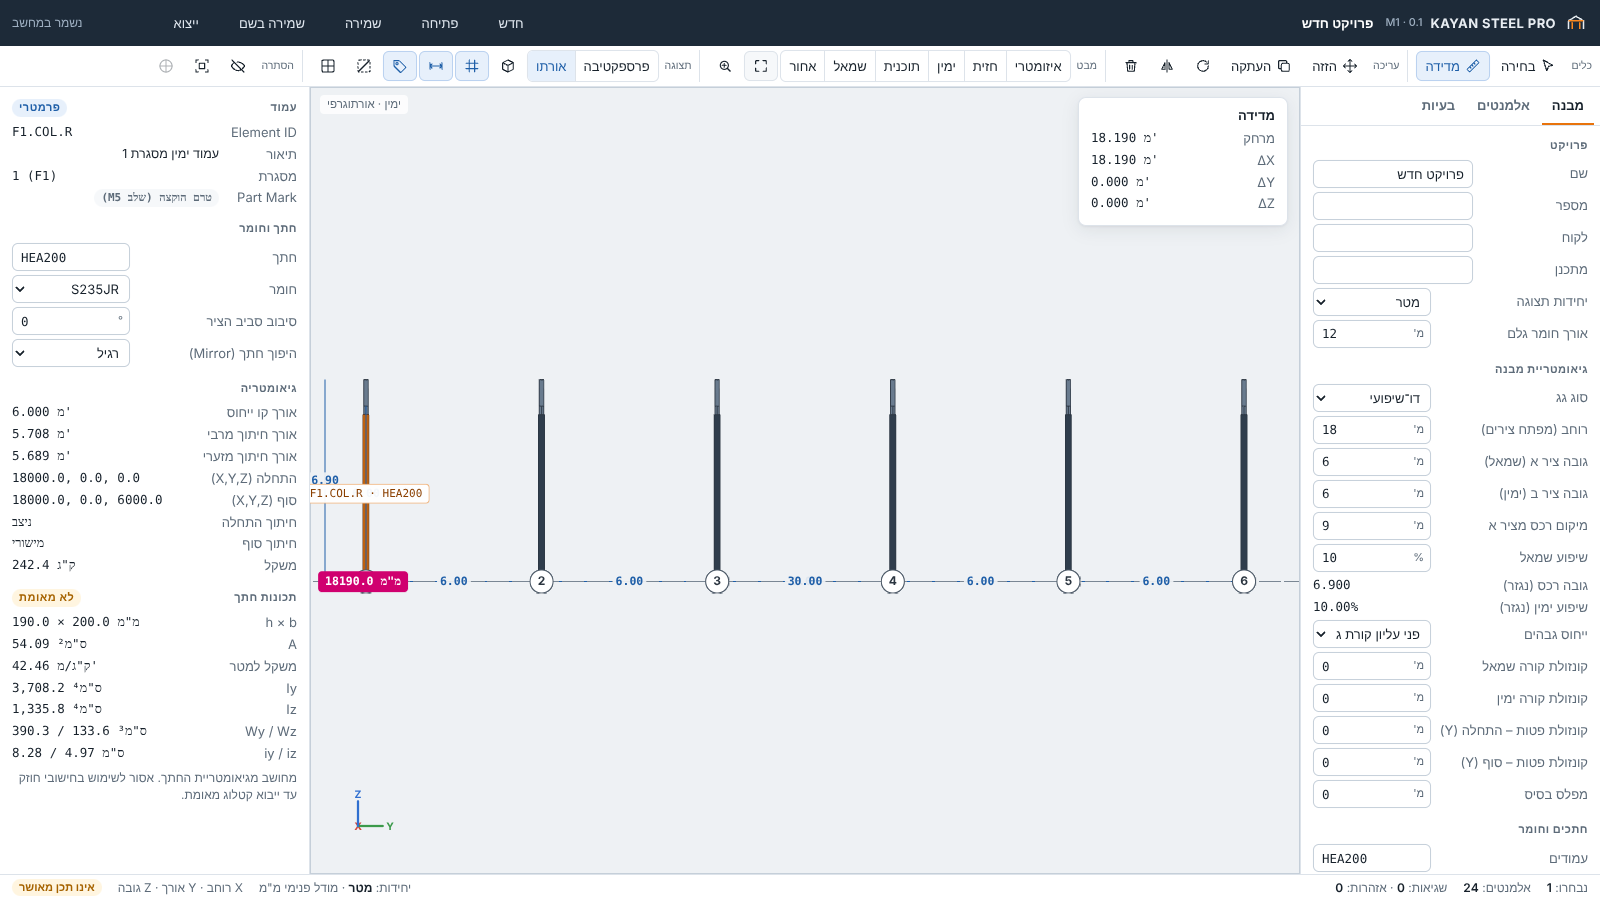 KAYAN STEEL PRO
M1 · 0.1
פרויקט חדש
חדש
פתיחה
שמירה
שמירה בשם
ייצוא
נשמר במחשב
כלים
בחירה
מדידה
עריכה
הזזה
העתקה
מבט
איזומטרי
חזית
ימין
תוכנית
שמאל
אחור
תצוגה
פרספקטיבה
אורתו
הסתרה
מבנה
אלמנטים
בעיות
פרויקט
שם פרויקט חדש
מספר
לקוח
מתכנן
יחידות תצוגה מטר
אורך חומר גלם 12 מ'
גיאומטריית מבנה
סוג גג דו־שיפועי
רוחב (מפתח צירים) 18 מ'
גובה ציר א (שמאל) 6 מ'
גובה ציר ב (ימין) 6 מ'
מיקום רכס מציר א 9 מ'
שיפוע שמאל 10 %
גובה רכס (נגזר) 6.900
שיפוע ימין (נגזר) 10.00%
ייחוס גבהים פני עליון קורת ג
קונזולת קורה שמאל 0 מ'
קונזולת קורה ימין 0 מ'
קונזולת פטות – התחלה (Y) 0 מ'
קונזולת פטות – סוף (Y) 0 מ'
מפלס בסיס 0 מ'
חתכים וחומר
עמודים HEA200
ימין · אורתוגרפי
מדידה
מרחק 18.190 מ'
ΔX 18.190 מ'
ΔY 0.000 מ'
ΔZ 0.000 מ'
6.90
F1.COL.R · HEA200
18190.0 מ"מ
6.00
2
6.00
3
30.00
4
6.00
5
6.00
6
Z
X
Y
עמוד
פרמטרי
Element ID F1.COL.R
תיאור עמוד ימין מסגרת 1
מסגרת 1 (F1)
Part Mark טרם הוקצה (שלב M5)
חתך וחומר
חתך HEA200
חומר S235JR
סיבוב סביב הציר 0 °
היפוך חתך (Mirror) רגיל
גיאומטריה
אורך קו ייחוס 6.000 מ'
אורך חיתוך מרבי 5.708 מ'
אורך חיתוך מזערי 5.689 מ'
התחלה (X,Y,Z) 18000.0, 0.0, 0.0
סוף (X,Y,Z) 18000.0, 0.0, 6000.0
חיתוך התחלה ניצב
חיתוך סוף מישורי
משקל 242.4 ק"ג
תכונות חתך
לא מאומת
h × b 190.0 × 200.0 מ"מ
A 54.09 ס"מ²
משקל למטר 42.46 ק"ג/מ'
Iy 3,708.2 ס"מ⁴
Iz 1,335.8 ס"מ⁴
Wy / Wz 390.3 / 133.6 ס"מ³
iy / iz 8.28 / 4.97 ס"מ
מחושב מגיאומטריית החתך. אסור לשימוש בחישובי חוזק
עד ייבוא קטלוג מאומת.
נבחרו: 1
אלמנטים: 24
שגיאות: 0 · אזהרות: 0
יחידות: מטר · מודל פנימי מ"מ
X רוחב · Y אורך · Z גובה
אינו תכן מאושר